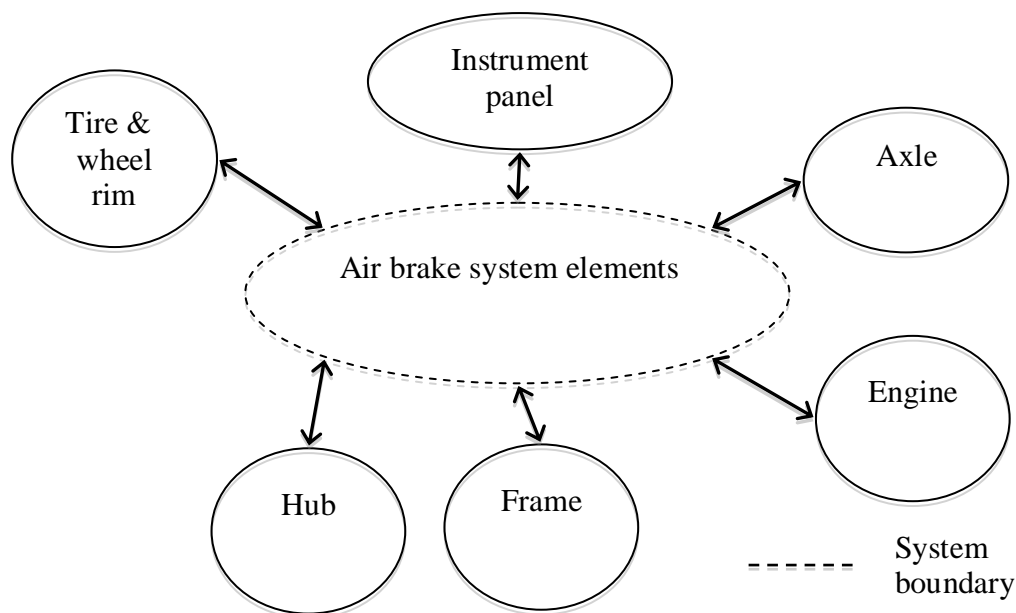 Instrument
panel
Tire &
wheel
rim
Axle
Air brake system elements
Engine
Hub
Frame
System
boundary